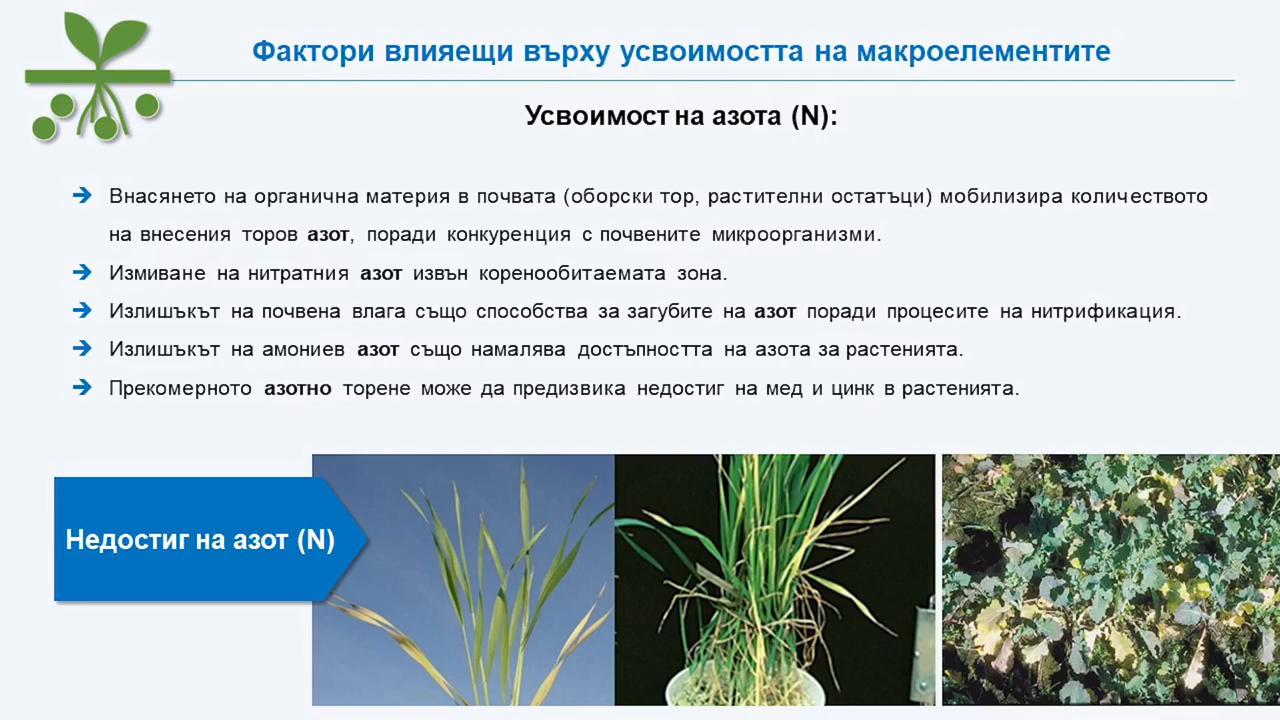 Фактори влияещи върху усвоимостта на макроелементите
Усвоимост на азота (N):
➔ Внасянето на органична материя в почвата (оборски тор, растителни остатъци) мобилизира количеството
на внесения торов азот, поради конкуренция с почвените микроорганизми.
➔ Измиване на нитратния азот извън коренообитаемата зона.
➔ Излишъкът на почвена влага също способства за загубите на азот поради процесите на нитрификация.
➔ Излишъкът на амониев азот също намалява достъпността на азота за растенията.
➔ Прекомерното азотно торене може да предизвика недостиг на мед и цинк в растенията.
Недостиг на азот (N)